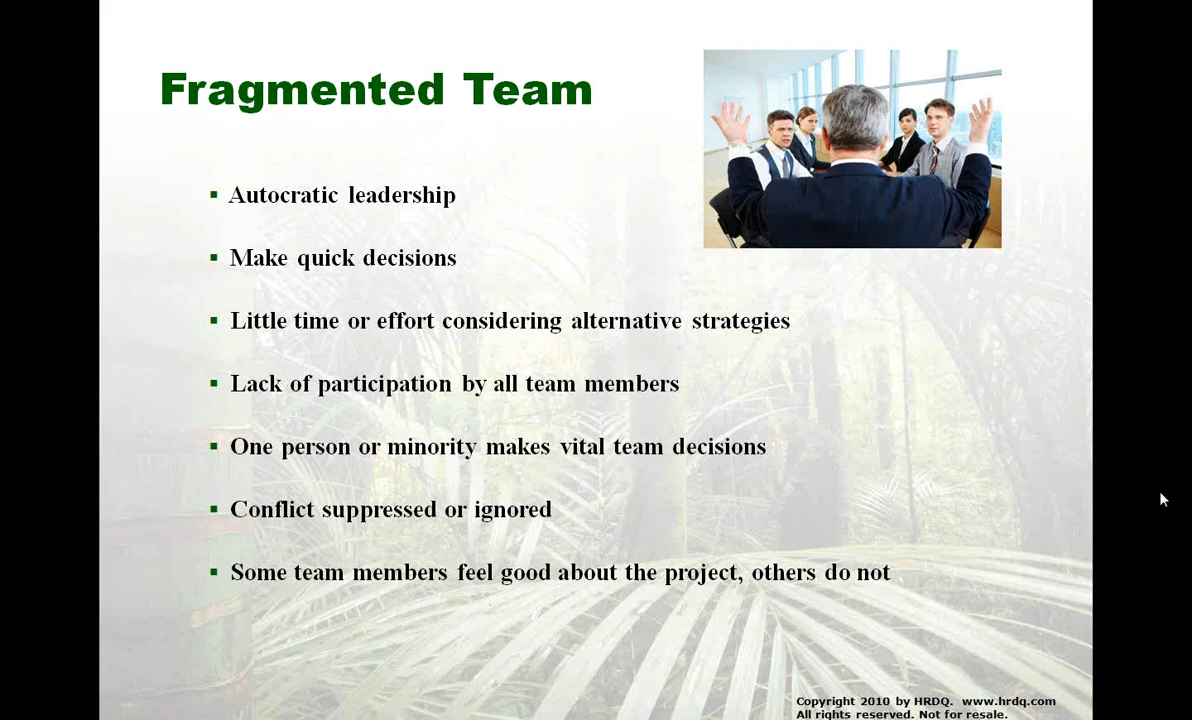 Fragmented Team
▪ Autocratic leadership
▪ Make quick decisions
▪ Little time or effort considering alternative strategies
▪ Lack of participation by all team members
▪ One person or minority makes vital team decisions
▪ Conflict suppressed or ignored
▪ Some team members feel good about the project, others do not
Copyright 2010 by HRDQ. www.hrdq.com
All rights reserved. Not for resale.